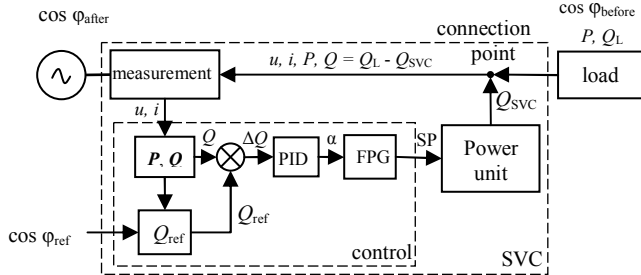 cos φafter
cos φbefore
connection
point
P, QL
u, i, P, Q = QL - QSVC
measurement
load
u, i
QSVC
P, Q
Q
ΔQ
PID
α
FPG
SP
Power
unit
Qref
Qref
cos φref
control
SVC